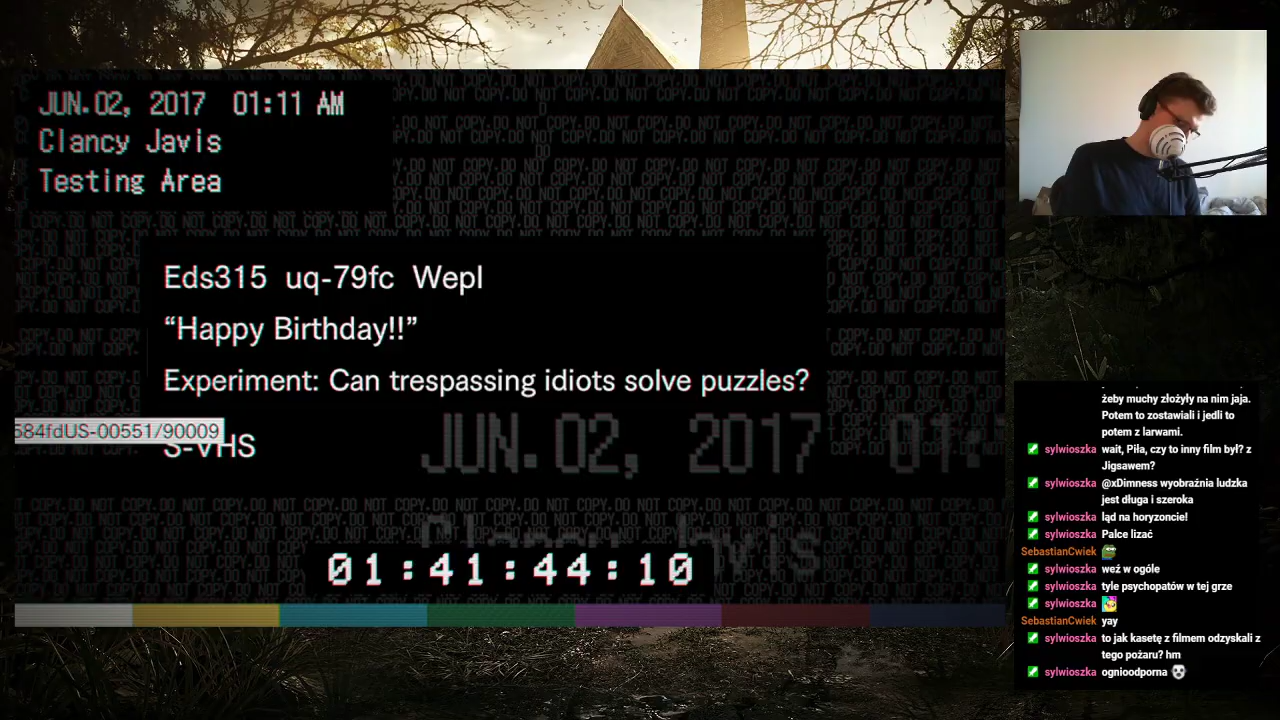 JUN.02, 2017 01:11 AM
Clancy Javis
Testing Area
Eds315 uq-79fc Wepl
“Happy Birthday!!”
Experiment: Can trespassing idiots solve puzzles?
584fdUS-00551/90009
S-VHS
JUN.02, 2017 01:
Clancy Javis
01:41:44:10
żeby muchy złożyły na nim jaja.
Potem to zostawiali i jedli to
potem z larwami.
sylwioszka wait, Piła, czy to inny film był? z
Jigsawem?
sylwioszka @xDimness wyobraźnia ludzka
jest długa i szeroka
sylwioszka ląd na horyzoncie!
sylwioszka Palce lizać
SebastianCwiek
sylwioszka weź w ogóle
sylwioszka tyle psychopatów w tej grze
sylwioszka
SebastianCwiek yay
sylwioszka to jak kasetę z filmem odzyskali z
tego pożaru? hm
sylwioszka ognioodporna